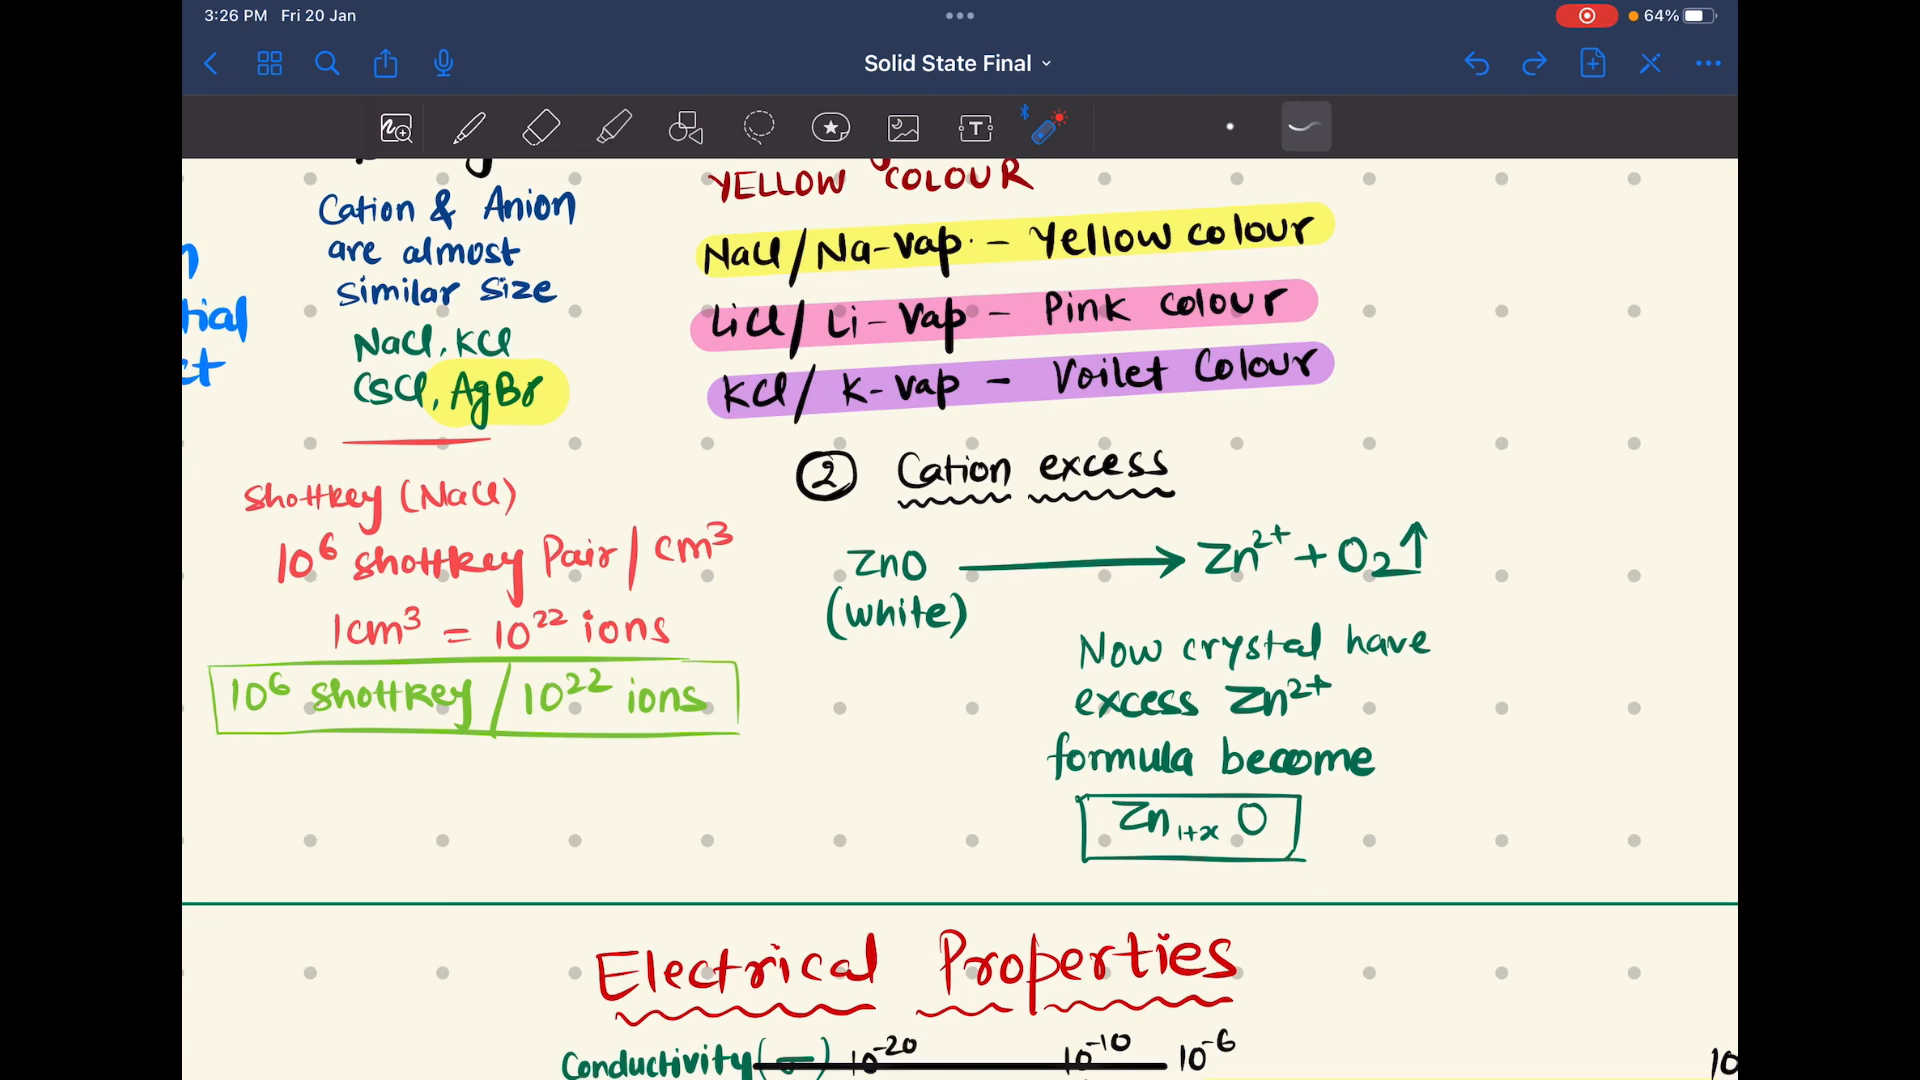 3:26 PM Fri 20 Jan
64%
Solid State Final
T
YELLOW COLOUR
Cation & Anion
are almost
similar size
NaCl, KCl
CsCl, AgBr
tial
ct
NaCl / Na-vap. - Yellow colour
LiCl / Li-Vap - Pink colour
KCl / K-vap - Voilet Colour
Shottkey (NaCl)
10⁶ shottkey Pair / cm³
1cm³ = 10²² ions
10⁶ shottkey / 10²² ions
② Cation excess
ZnO ⟶ Zn²⁺ + O₂↑
(white)
Now crystal have
excess Zn²⁺
formula become
Zn₁₊ₓ O
Electrical Properties
Conductivity (σ) 10⁻²⁰ 10⁻¹⁰ 10⁻⁶ 10